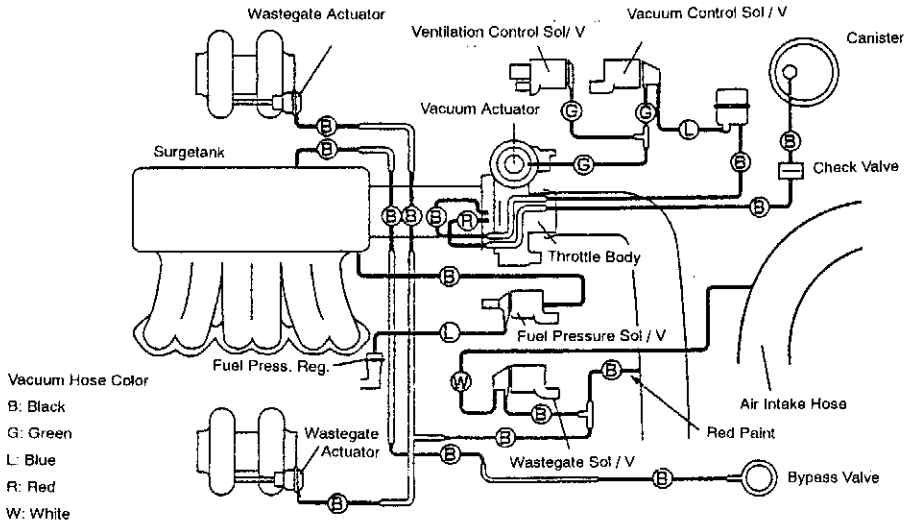 Wastegate Actuator
Ventilation Control Sol/ V
Vacuum Control Sol / V
Canister
Vacuum Actuator
G
G
B
L
B
Surgetank
B
G
B
B
Check Valve
B
B
B
R
B
Throttle Body
B
Fuel Pressure Sol / V
L
Fuel Press. Reg.
W
B
Air Intake Hose
B
Red Paint
Vacuum Hose Color
B: Black
G: Green
L: Blue
R: Red
W: White
Wastegate
Actuator
B
Wastegate Sol / V
B
B
Bypass Valve
B